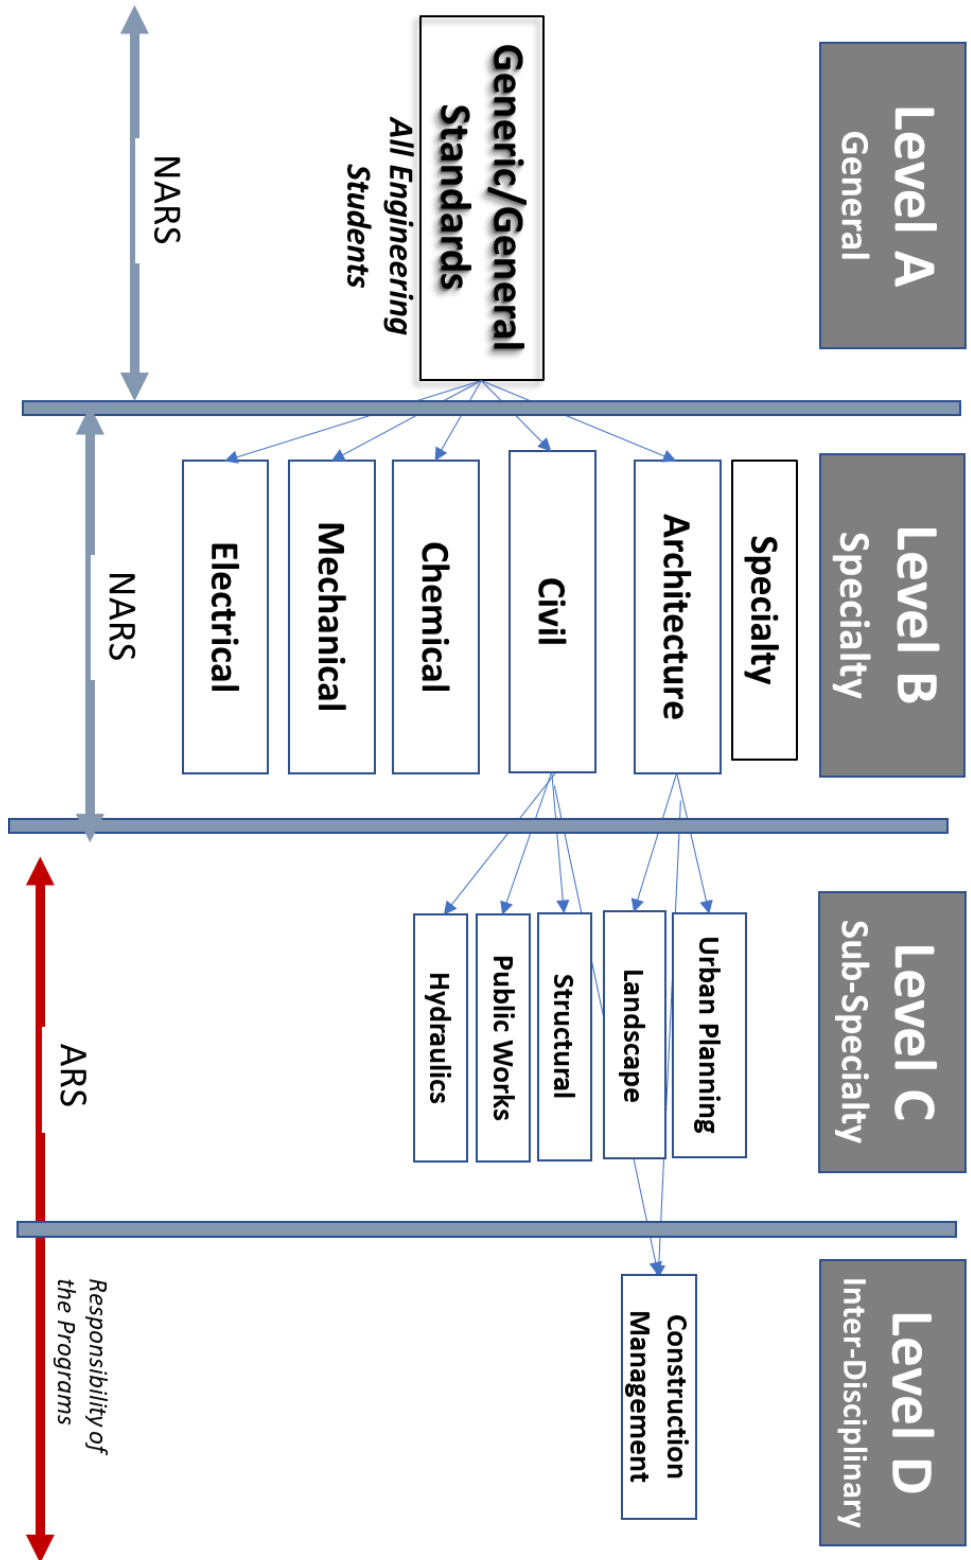 Level A
General
Level B
Specialty
Level C
Sub-Specialty
Level D
Inter-Disciplinary
Generic/General
Standards
All Engineering
Students
Specialty
Architecture
Civil
Chemical
Mechanical
Electrical
Urban Planning
Landscape
Structural
Public Works
Hydraulics
Construction
Management
NARS
NARS
ARS
Responsibility of
the Programs